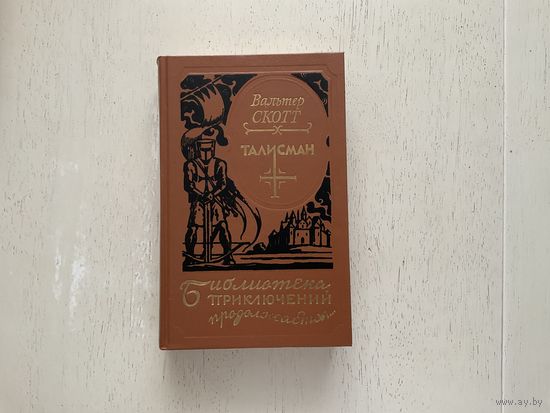 Вальтер
СКОТТ
ТАЛИСМАН
Библиотека
ПРИКЛЮЧЕНИЙ
продолжается...
www.ay.by